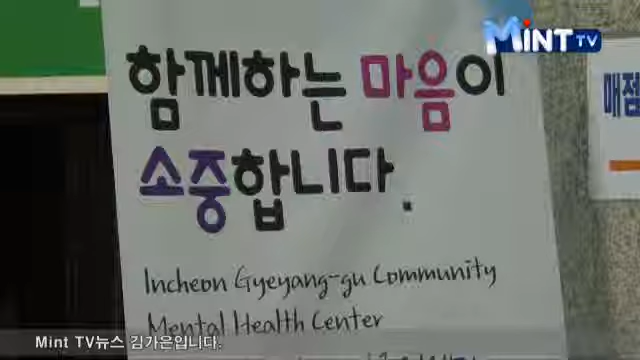 MINT TV
함께하는 마음이
매점
소중합니다.
Incheon Gyeyang-gu Community
Mental Health Center
Mint TV뉴스 김가은입니다.